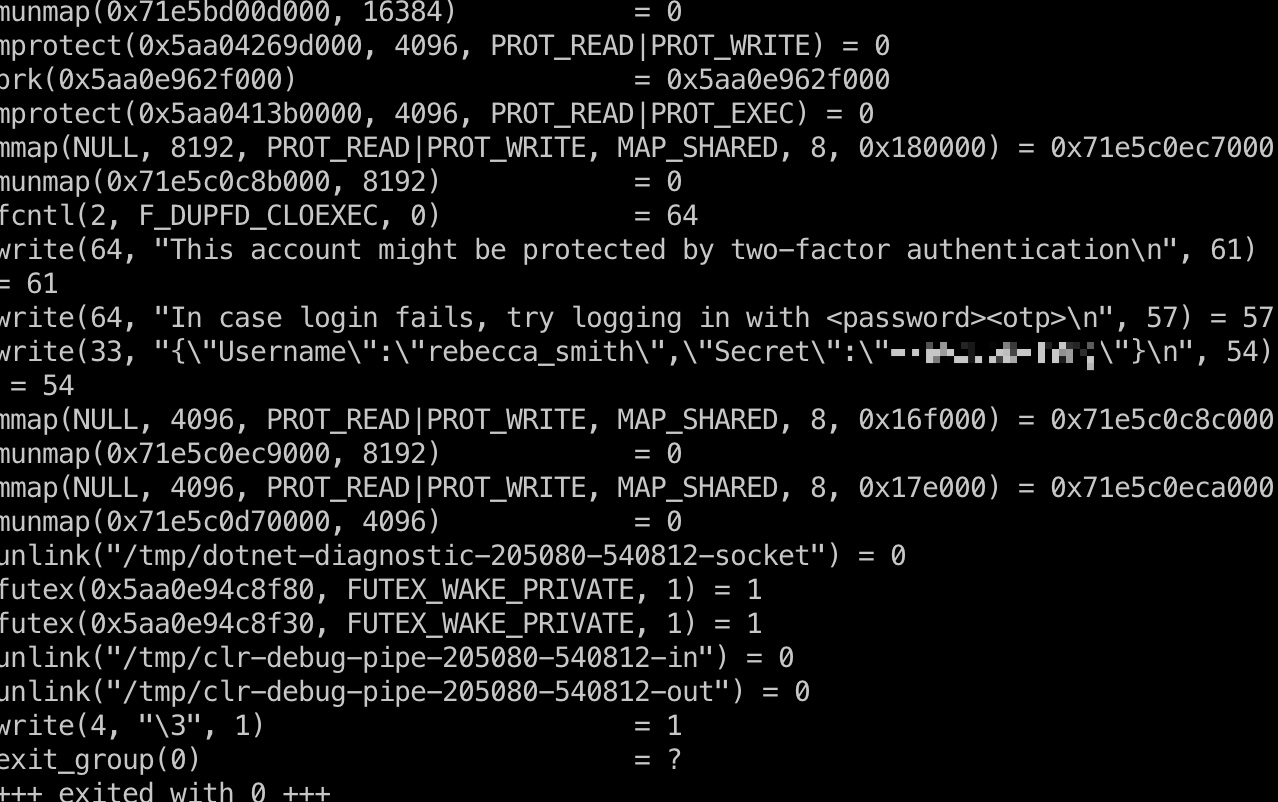 munmap(0x71e5bd00d000, 16384)           = 0
mprotect(0x5aa04269d000, 4096, PROT_READ|PROT_WRITE) = 0
brk(0x5aa0e962f000)                     = 0x5aa0e962f000
mprotect(0x5aa0413b0000, 4096, PROT_READ|PROT_EXEC) = 0
mmap(NULL, 8192, PROT_READ|PROT_WRITE, MAP_SHARED, 8, 0x180000) = 0x71e5c0ec7000
munmap(0x71e5c0c8b000, 8192)            = 0
fcntl(2, F_DUPFD_CLOEXEC, 0)            = 64
write(64, "This account might be protected by two-factor authentication\n", 61)
= 61
write(64, "In case login fails, try logging in with <password><otp>\n", 57) = 57
write(33, "{\"Username\":\"rebecca_smith\",\"Secret\":\"\"}\n", 54)
= 54
mmap(NULL, 4096, PROT_READ|PROT_WRITE, MAP_SHARED, 8, 0x16f000) = 0x71e5c0c8c000
munmap(0x71e5c0ec9000, 8192)            = 0
mmap(NULL, 4096, PROT_READ|PROT_WRITE, MAP_SHARED, 8, 0x17e000) = 0x71e5c0eca000
munmap(0x71e5c0d70000, 4096)            = 0
unlink("/tmp/dotnet-diagnostic-205080-540812-socket") = 0
futex(0x5aa0e94c8f80, FUTEX_WAKE_PRIVATE, 1) = 1
futex(0x5aa0e94c8f30, FUTEX_WAKE_PRIVATE, 1) = 1
unlink("/tmp/clr-debug-pipe-205080-540812-in") = 0
unlink("/tmp/clr-debug-pipe-205080-540812-out") = 0
write(4, "\3", 1)                       = 1
exit_group(0)                           = ?
+++ exited with 0 +++